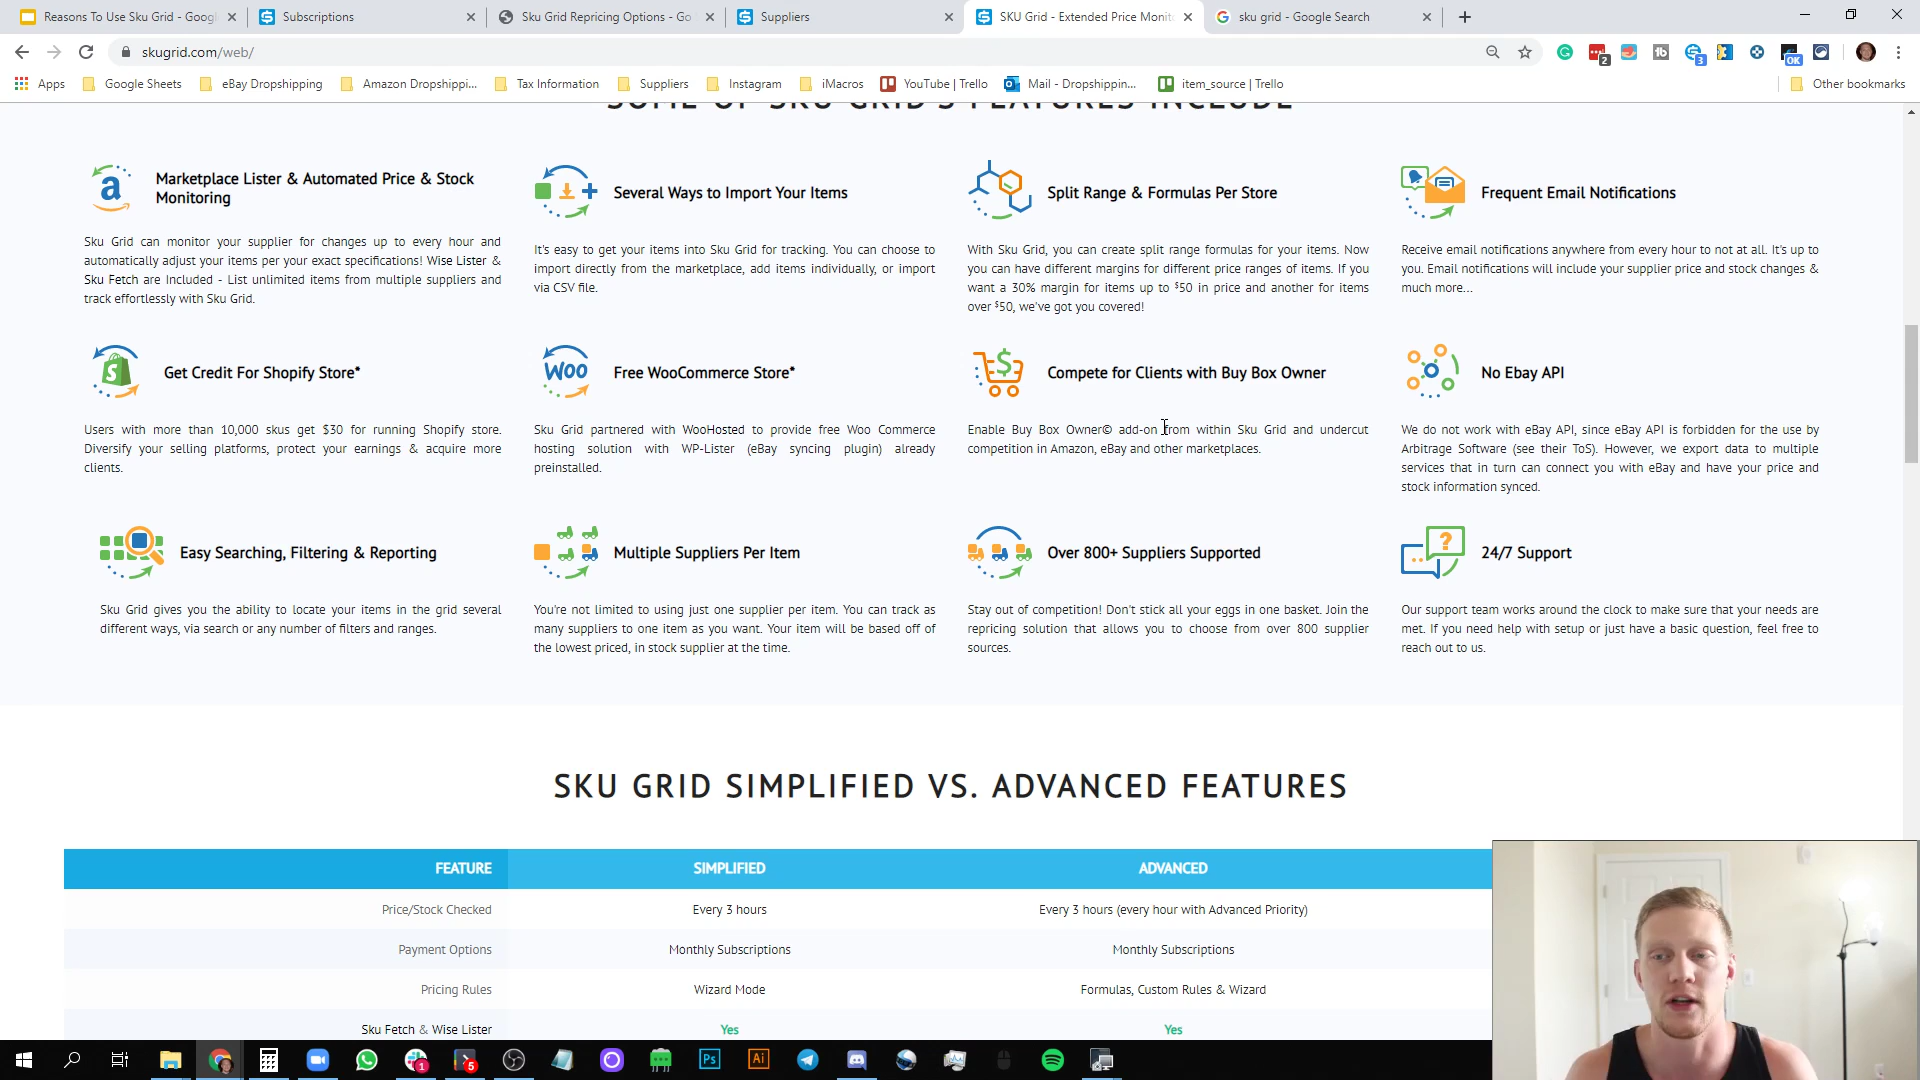 Reasons To Use Sku Grid - Googl
Subscriptions
Sku Grid Repricing Options - Go
Suppliers
SKU Grid - Extended Price Monit
sku grid - Google Search
skugrid.com/web/
Apps
Google Sheets
eBay Dropshipping
Amazon Dropshippi...
Tax Information
Suppliers
Instagram
iMacros
YouTube | Trello
Mail - Dropshippin...
item_source | Trello
Other bookmarks
SOME OF SKU GRID'S FEATURES INCLUDE
Marketplace Lister & Automated Price & Stock
Monitoring
Sku Grid can monitor your supplier for changes up to every hour and
automatically adjust your items per your exact specifications! Wise Lister &
Sku Fetch are Included - List unlimited items from multiple suppliers and
track effortlessly with Sku Grid.
Several Ways to Import Your Items
It's easy to get your items into Sku Grid for tracking. You can choose to
import directly from the marketplace, add items individually, or import
via CSV file.
Split Range & Formulas Per Store
With Sku Grid, you can create split range formulas for your items. Now
you can have different margins for different price ranges of items. If you
want a 30% margin for items up to $50 in price and another for items
over $50, we've got you covered!
Frequent Email Notifications
Receive email notifications anywhere from every hour to not at all. It's up to
you. Email notifications will include your supplier price and stock changes &
much more...
Get Credit For Shopify Store*
Users with more than 10,000 skus get $30 for running Shopify store.
Diversify your selling platforms, protect your earnings & acquire more
clients.
WOO
Free WooCommerce Store*
Sku Grid partnered with WooHosted to provide free Woo Commerce
hosting solution with WP-Lister (eBay syncing plugin) already
preinstalled.
Compete for Clients with Buy Box Owner
Enable Buy Box Owner© add-on from within Sku Grid and undercut
competition in Amazon, eBay and other marketplaces.
No Ebay API
We do not work with eBay API, since eBay API is forbidden for the use by
Arbitrage Software (see their ToS). However, we export data to multiple
services that in turn can connect you with eBay and have your price and
stock information synced.
Easy Searching, Filtering & Reporting
Sku Grid gives you the ability to locate your items in the grid several
different ways, via search or any number of filters and ranges.
Multiple Suppliers Per Item
You're not limited to using just one supplier per item. You can track as
many suppliers to one item as you want. Your item will be based off of
the lowest priced, in stock supplier at the time.
Over 800+ Suppliers Supported
Stay out of competition! Don't stick all your eggs in one basket. Join the
repricing solution that allows you to choose from over 800 supplier
sources.
24/7 Support
Our support team works around the clock to make sure that your needs are
met. If you need help with setup or just have a basic question, feel free to
reach out to us.
SKU GRID SIMPLIFIED VS. ADVANCED FEATURES
FEATURE SIMPLIFIED ADVANCED
Price/Stock Checked Every 3 hours Every 3 hours (every hour with Advanced Priority)
Payment Options Monthly Subscriptions Monthly Subscriptions
Pricing Rules Wizard Mode Formulas, Custom Rules & Wizard
Sku Fetch & Wise Lister Yes Yes